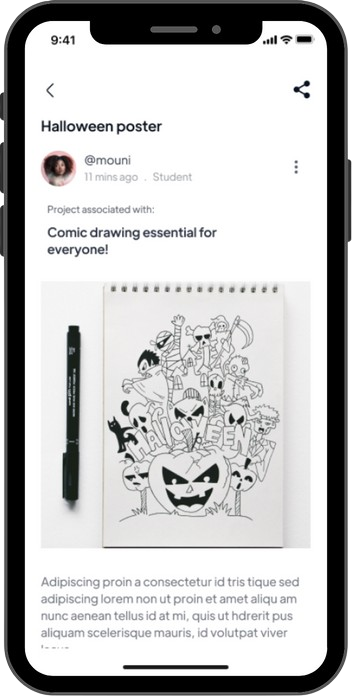 9:41
Halloween poster
@mouni
11 mins ago . Student
Project associated with:
Comic drawing essential for
everyone!
HALLOWEEN
Adipiscing proin a consectetur id tris tique sed
adipiscing lorem non ut proin et amet aliqu am
nunc aenean tellus id at mi, quis ut hdrerit pus
aliquam scelerisque mauris, id volutpat viver